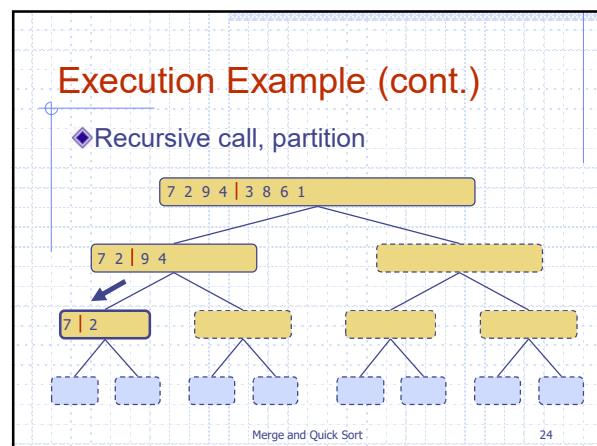 Execution Example (cont.)
Recursive call, partition
7 2 9 4 | 3 8 6 1
7 2 | 9 4
7 | 2
Merge and Quick Sort 24